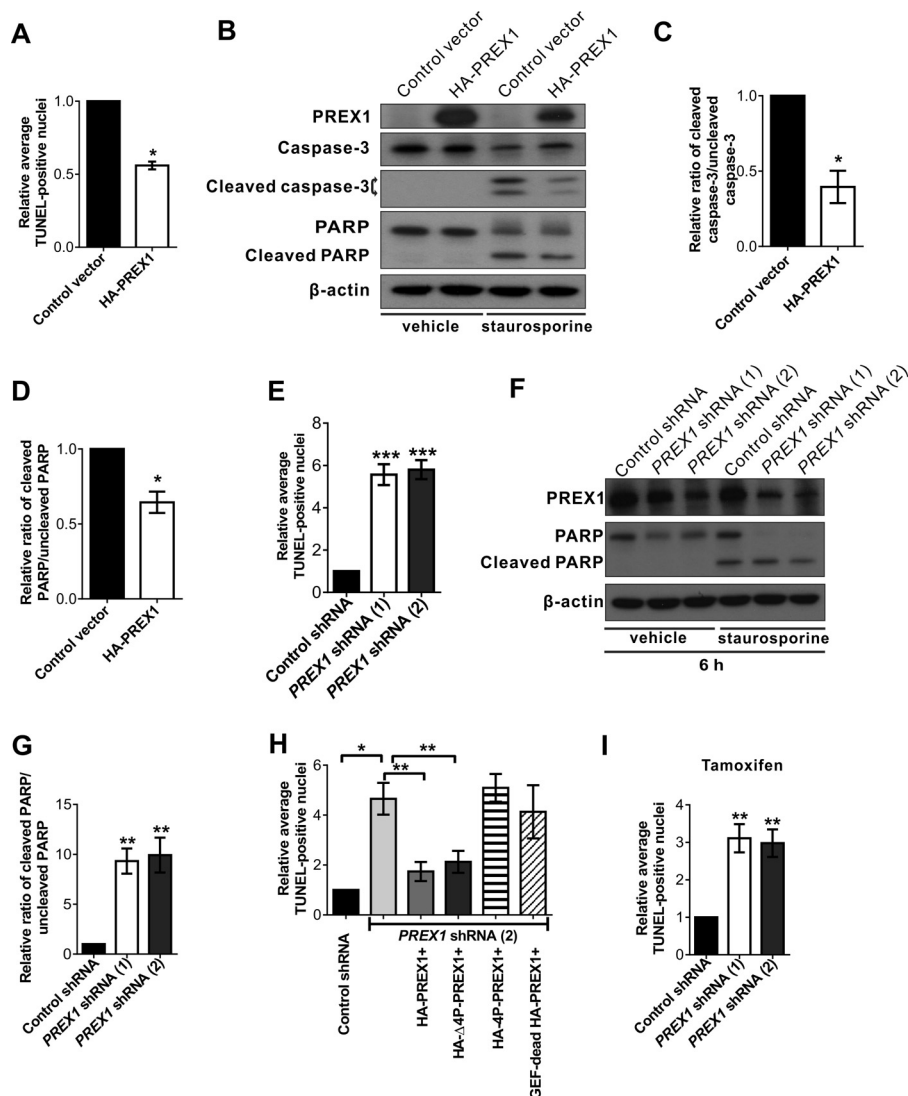 A
Relative average
TUNEL-positive nuclei
1.0
0.5
0.0
*
Control vector
HA-PREX1
B
Control vector
HA-PREX1
Control vector
HA-PREX1
PREX1
Caspase-3
Cleaved caspase-3
PARP
Cleaved PARP
β-actin
vehicle
staurosporine
C
Relative ratio of cleaved
caspase-3/uncleaved
caspase-3
1.0
0.5
0.0
*
Control vector
HA-PREX1
D
Relative ratio of cleaved
PARP/uncleaved PARP
1.0
0.5
0.0
*
Control vector
HA-PREX1
E
Relative average
TUNEL-positive nuclei
8
6
4
2
0
***
***
Control shRNA
PREX1 shRNA (1)
PREX1 shRNA (2)
F
Control shRNA
PREX1 shRNA (1)
PREX1 shRNA (2)
Control shRNA
PREX1 shRNA (1)
PREX1 shRNA (2)
PREX1
PARP
Cleaved PARP
β-actin
vehicle
staurosporine
6 h
G
Relative ratio of cleaved PARP/
uncleaved PARP
15
10
5
0
**
**
Control shRNA
PREX1 shRNA (1)
PREX1 shRNA (2)
H
Relative average
TUNEL-positive nuclei
6
4
2
0
*
**
**
Control shRNA
PREX1 shRNA (2)
HA-PREX1+
HA-Δ4P-PREX1+
HA-4P-PREX1+
GEF-dead HA-PREX1+
I
Tamoxifen
Relative average
TUNEL-positive nuclei
4
3
2
1
0
**
**
Control shRNA
PREX1 shRNA (1)
PREX1 shRNA (2)